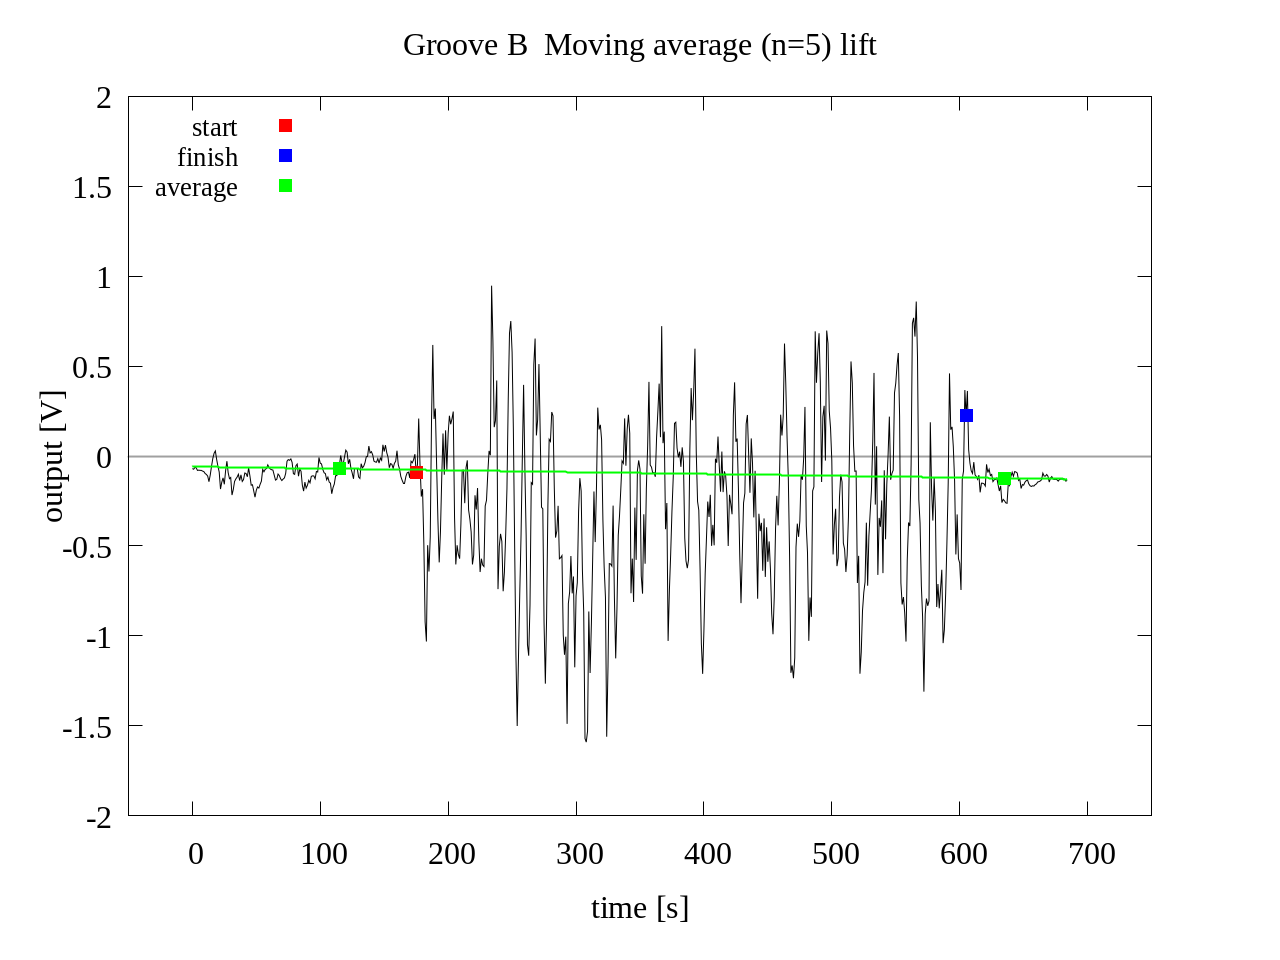 Groove B  Moving average (n=5) lift
start
finish
average
2
1.5
1
0.5
0
-0.5
-1
-1.5
-2
output [V]
0 100 200 300 400 500 600 700
time [s]